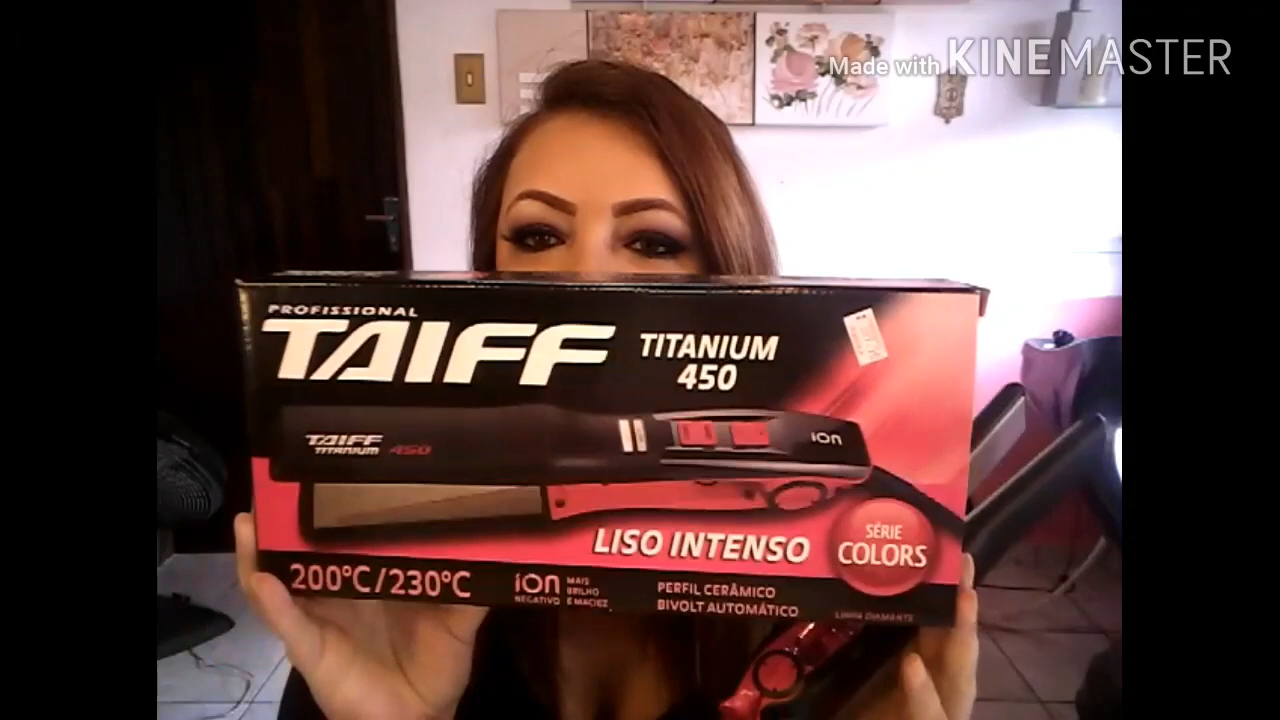 Made with KINEMASTER
PROFISSIONAL
TAIFF
TITANIUM
450
TAIFF
TITANIUM 450
ion
LISO INTENSO
SÉRIE
COLORS
200°C/230°C
ion
NEGATIVO
MAIS
BRILHO
E MACIEZ
PERFIL CERÂMICO
BIVOLT AUTOMÁTICO
LINHA DIAMANTE